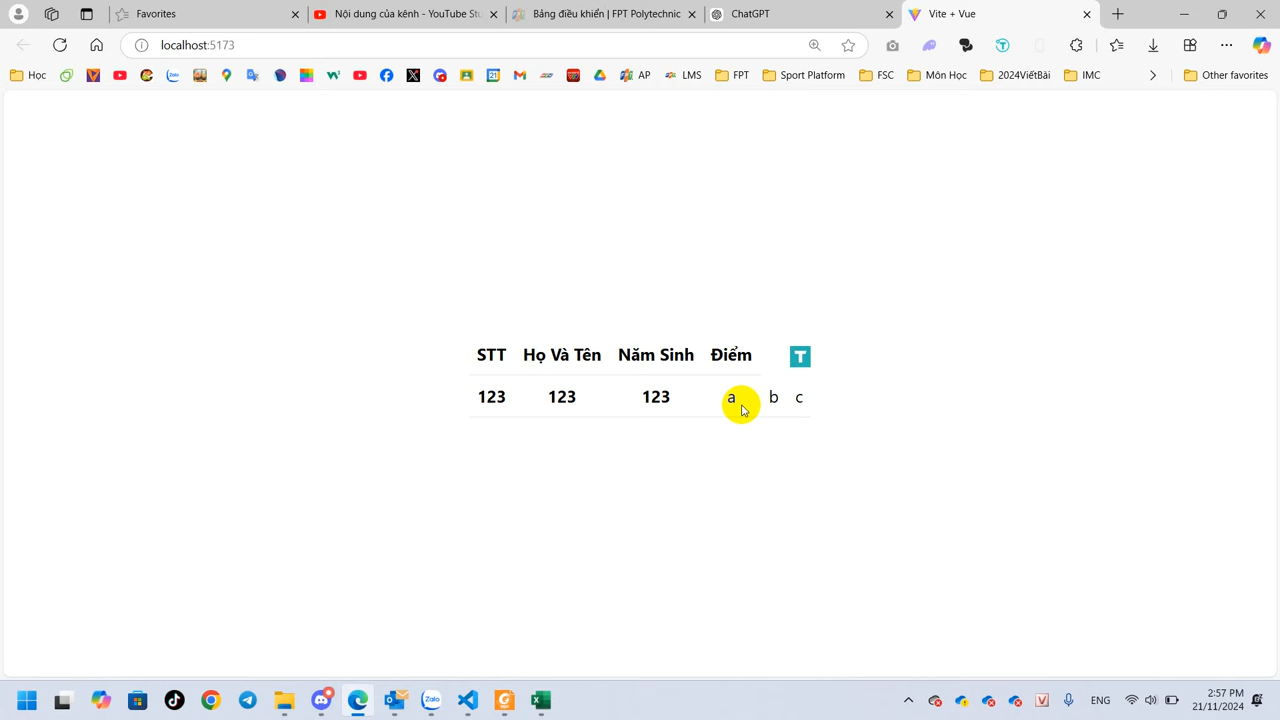 Favorites
Nội dung của kênh - YouTube Stu
Bảng điều khiển | FPT Polytechnic
ChatGPT
Vite + Vue
localhost:5173
Học
AP
LMS
FPT
Sport Platform
FSC
Môn Học
2024ViếtBài
IMC
Other favorites
STT Họ Và Tên Năm Sinh Điểm
T
123 123 123 a b c
ENG
2:57 PM
21/11/2024